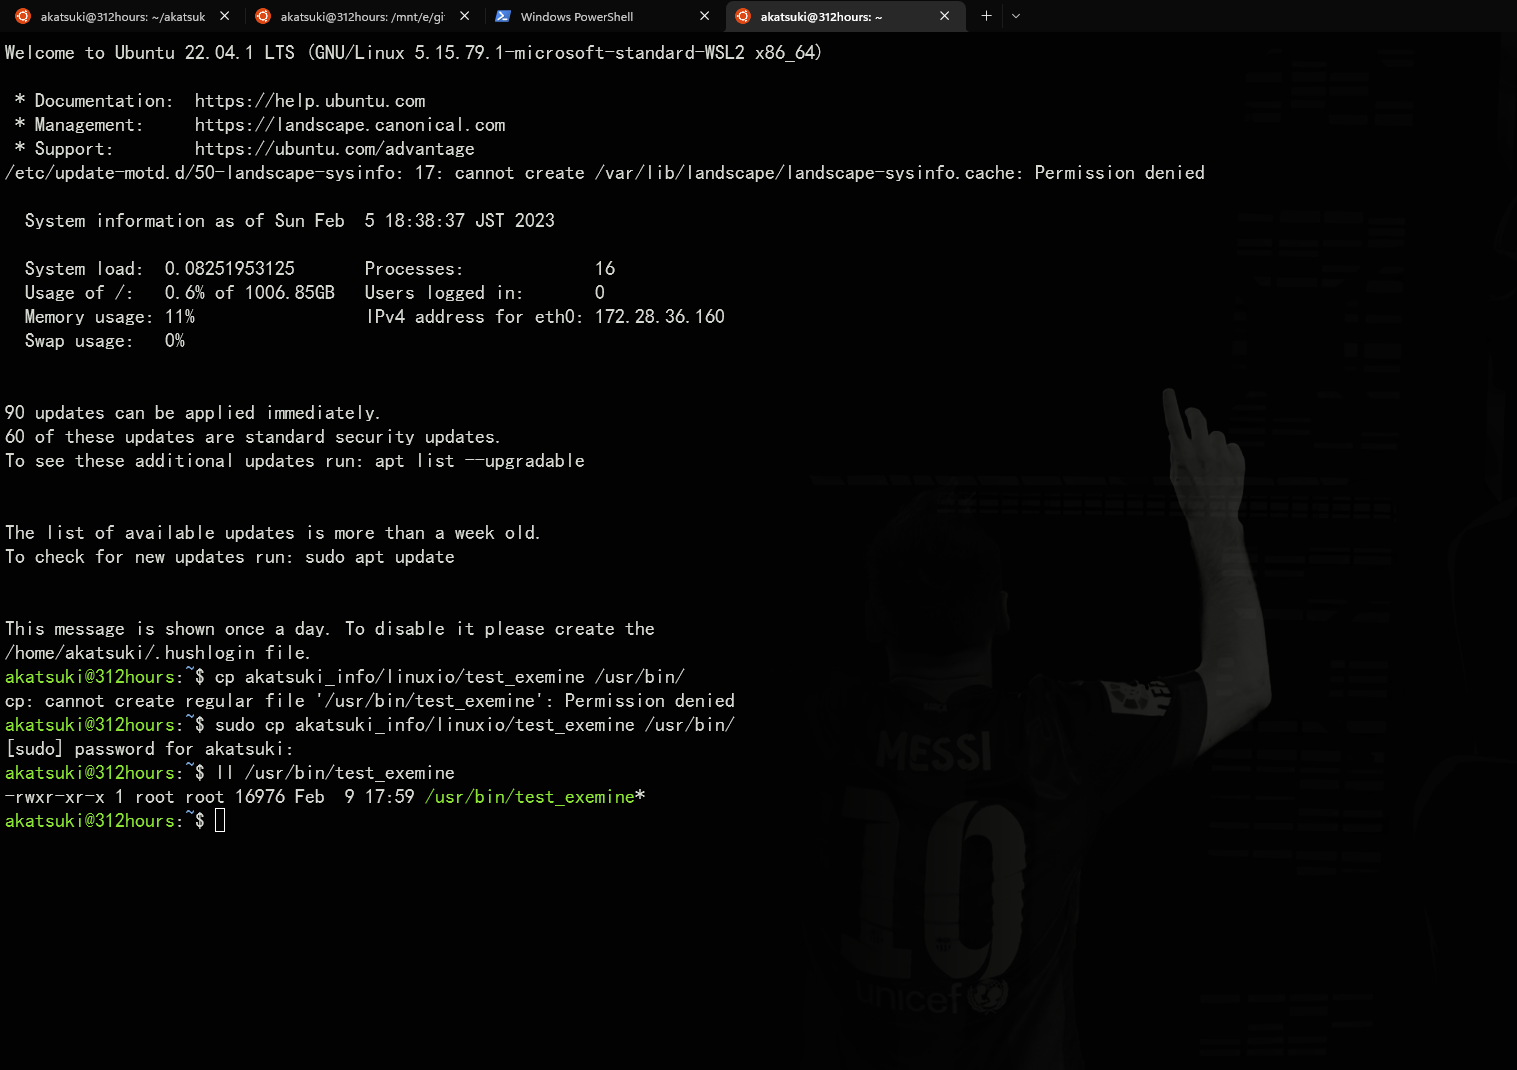 akatsuki@312hours: ~/akatsuk
akatsuki@312hours: /mnt/e/gi
Windows PowerShell
akatsuki@312hours: ~
Welcome to Ubuntu 22.04.1 LTS (GNU/Linux 5.15.79.1-microsoft-standard-WSL2 x86_64)
* Documentation:  https://help.ubuntu.com
* Management:     https://landscape.canonical.com
* Support:        https://ubuntu.com/advantage
/etc/update-motd.d/50-landscape-sysinfo: 17: cannot create /var/lib/landscape/landscape-sysinfo.cache: Permission denied
System information as of Sun Feb  5 18:38:37 JST 2023
System load:  0.08251953125       Processes:             16
Usage of /:   0.6% of 1006.85GB   Users logged in:       0
Memory usage: 11%                 IPv4 address for eth0: 172.28.36.160
Swap usage:   0%
90 updates can be applied immediately.
60 of these updates are standard security updates.
To see these additional updates run: apt list --upgradable
The list of available updates is more than a week old.
To check for new updates run: sudo apt update
This message is shown once a day. To disable it please create the
/home/akatsuki/.hushlogin file.
akatsuki@312hours:~$ cp akatsuki_info/linuxio/test_exemine /usr/bin/
cp: cannot create regular file '/usr/bin/test_exemine': Permission denied
akatsuki@312hours:~$ sudo cp akatsuki_info/linuxio/test_exemine /usr/bin/
[sudo] password for akatsuki:
akatsuki@312hours:~$ ll /usr/bin/test_exemine
-rwxr-xr-x 1 root root 16976 Feb  9 17:59 /usr/bin/test_exemine*
akatsuki@312hours:~$
MESSI
10
unicef